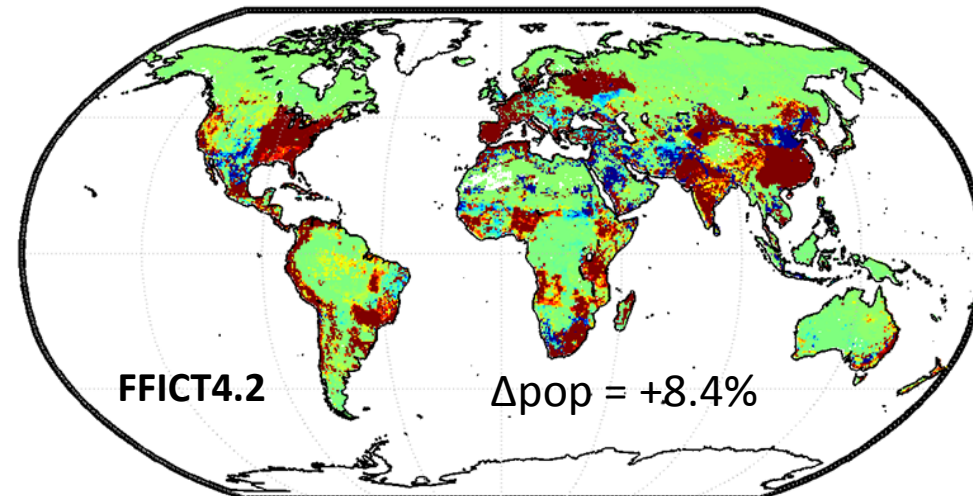 FFICT4.2
Δpop = +8.4%